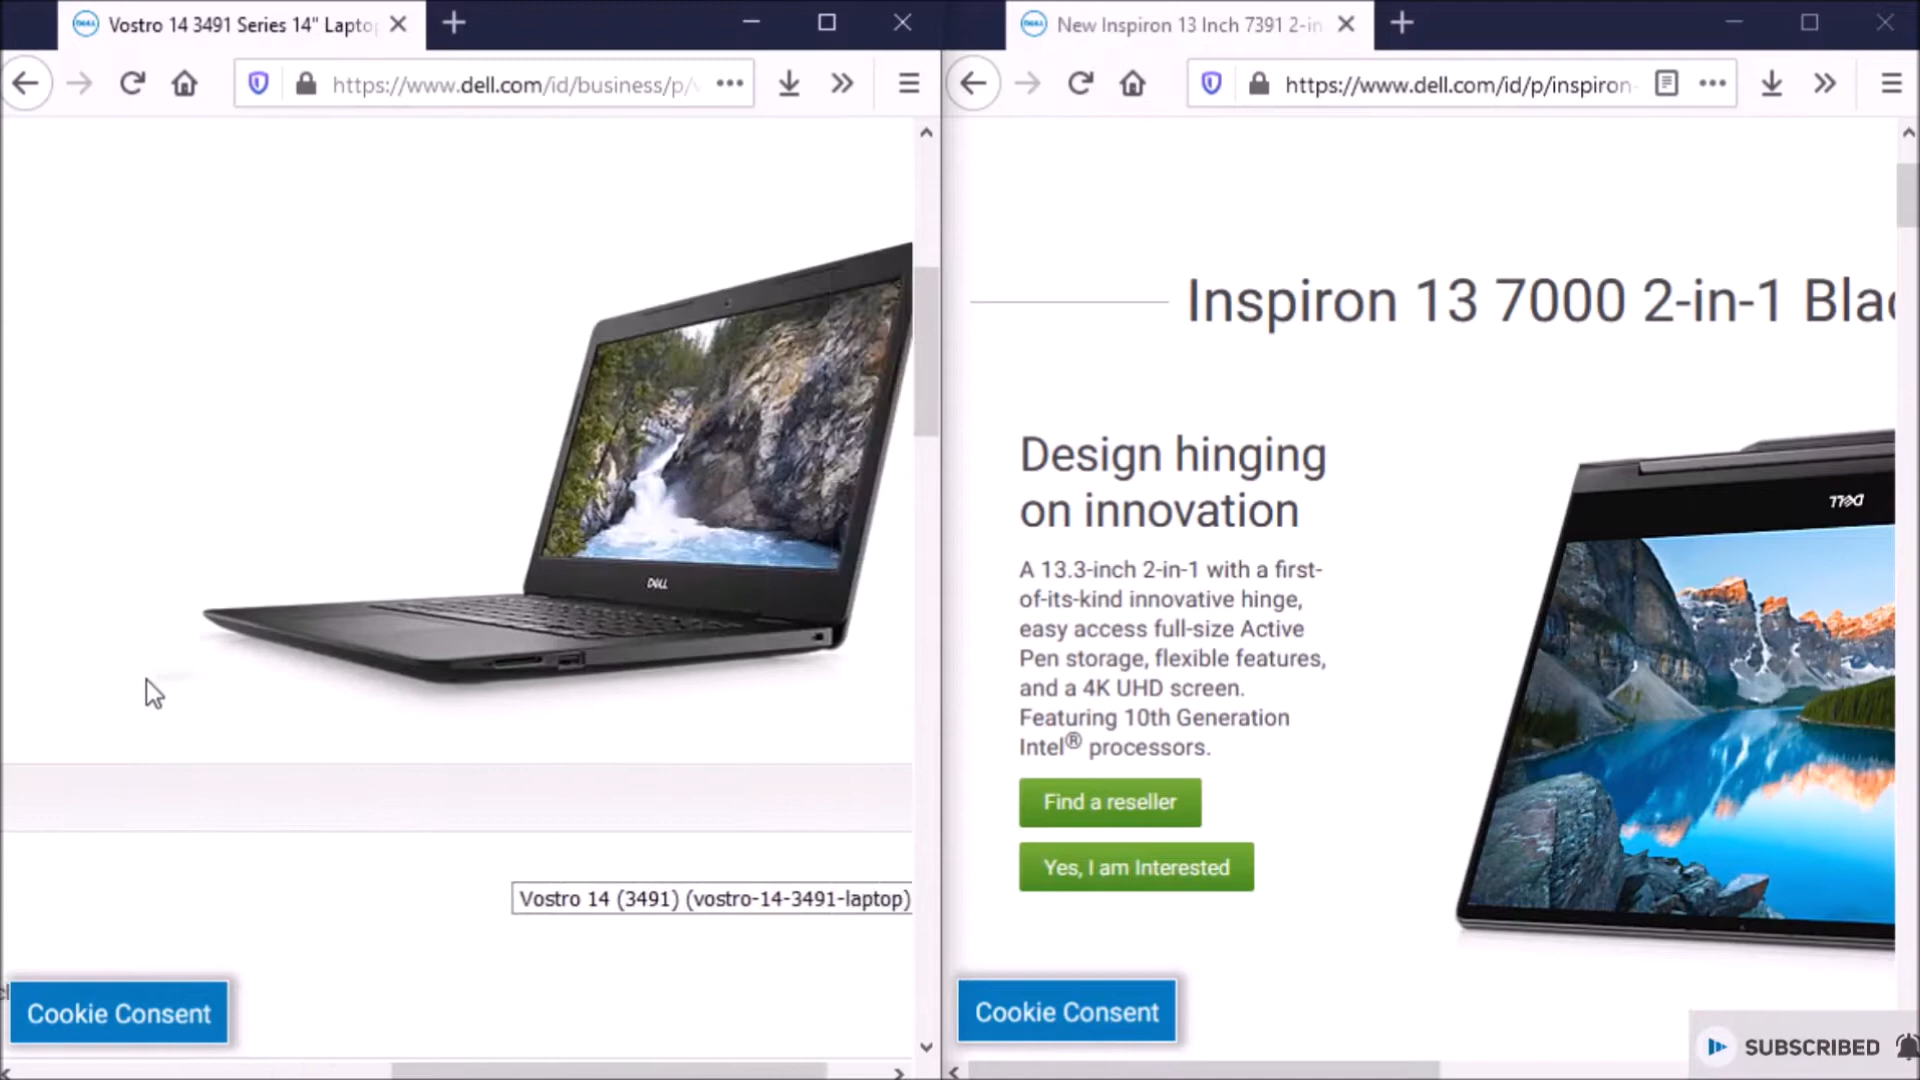 Vostro 14 3491 Series 14" Lapto
https://www.dell.com/id/business/p/v
DELL
Vostro 14 (3491) (vostro-14-3491-laptop)
Cookie Consent
New Inspiron 13 Inch 7391 2-in
https://www.dell.com/id/p/inspiron-
Inspiron 13 7000 2-in-1 Blac
Design hinging
on innovation
A 13.3-inch 2-in-1 with a first-
of-its-kind innovative hinge,
easy access full-size Active
Pen storage, flexible features,
and a 4K UHD screen.
Featuring 10th Generation
Intel® processors.
Find a reseller
Yes, I am Interested
DELL
Cookie Consent
SUBSCRIBED